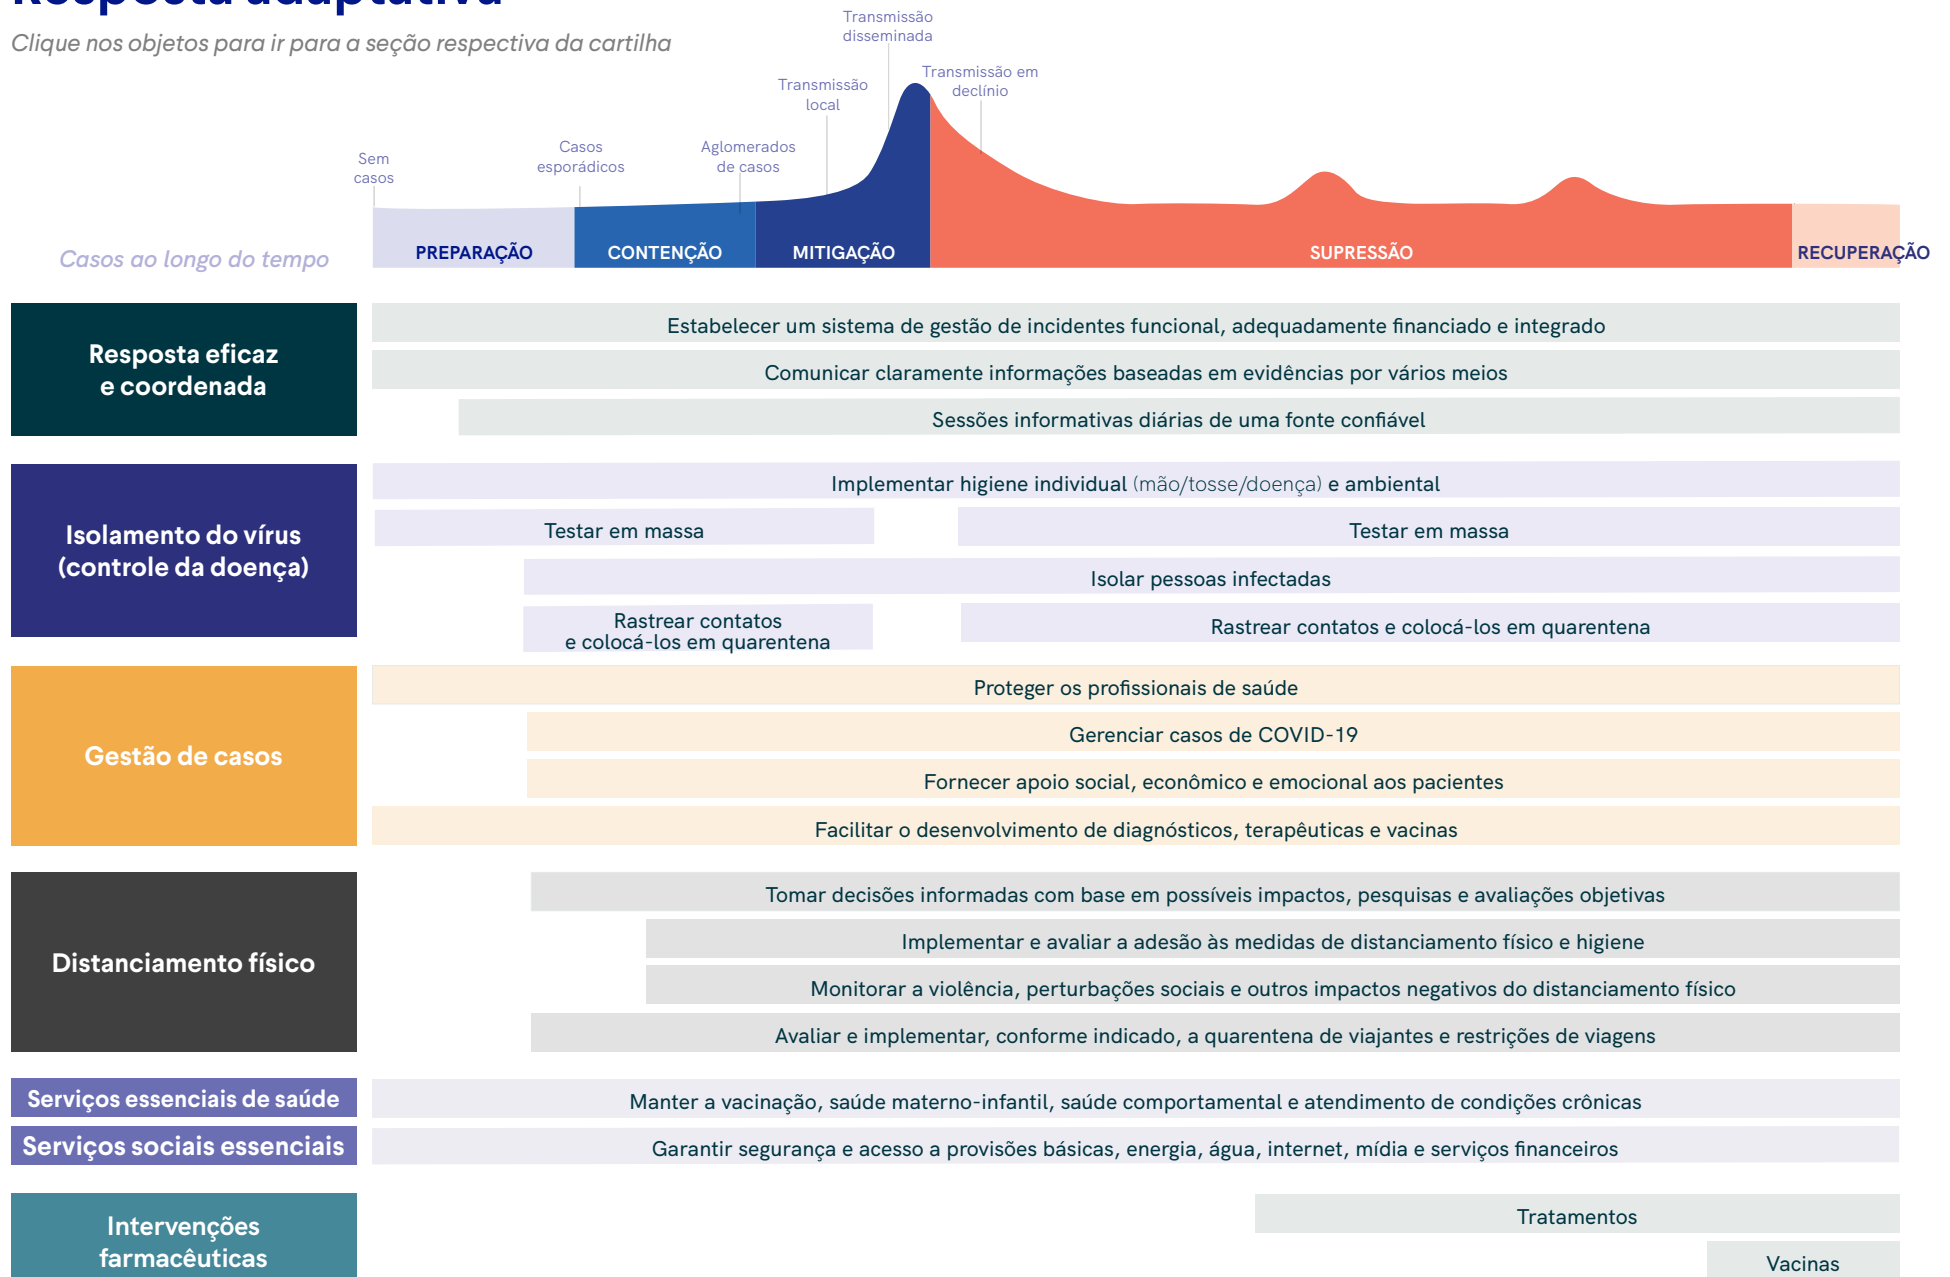 Resposta adaptativa
Clique nos objetos para ir para a seção respectiva da cartilha
Transmissão
disseminada
Transmissão em
declínio
Transmissão
local
Casos
esporádicos
Aglomerados
de casos
Sem
casos
Casos ao longo do tempo
PREPARAÇÃO
CONTENÇÃO
MITIGAÇÃO
SUPRESSÃO
RECUPERAÇÃO
Resposta eficaz
e coordenada
Estabelecer um sistema de gestão de incidentes funcional, adequadamente financiado e integrado
Comunicar claramente informações baseadas em evidências por vários meios
Sessões informativas diárias de uma fonte confiável
Isolamento do vírus
(controle da doença)
Implementar higiene individual (mão/tosse/doença) e ambiental
Testar em massa
Testar em massa
Isolar pessoas infectadas
Rastrear contatos
e colocá-los em quarentena
Rastrear contatos e colocá-los em quarentena
Gestão de casos
Proteger os profissionais de saúde
Gerenciar casos de COVID-19
Fornecer apoio social, econômico e emocional aos pacientes
Facilitar o desenvolvimento de diagnósticos, terapêuticas e vacinas
Distanciamento físico
Tomar decisões informadas com base em possíveis impactos, pesquisas e avaliações objetivas
Implementar e avaliar a adesão às medidas de distanciamento físico e higiene
Monitorar a violência, perturbações sociais e outros impactos negativos do distanciamento físico
Avaliar e implementar, conforme indicado, a quarentena de viajantes e restrições de viagens
Serviços essenciais de saúde
Manter a vacinação, saúde materno-infantil, saúde comportamental e atendimento de condições crônicas
Serviços sociais essenciais
Garantir segurança e acesso a provisões básicas, energia, água, internet, mídia e serviços financeiros
Intervenções
farmacêuticas
Tratamentos
Vacinas